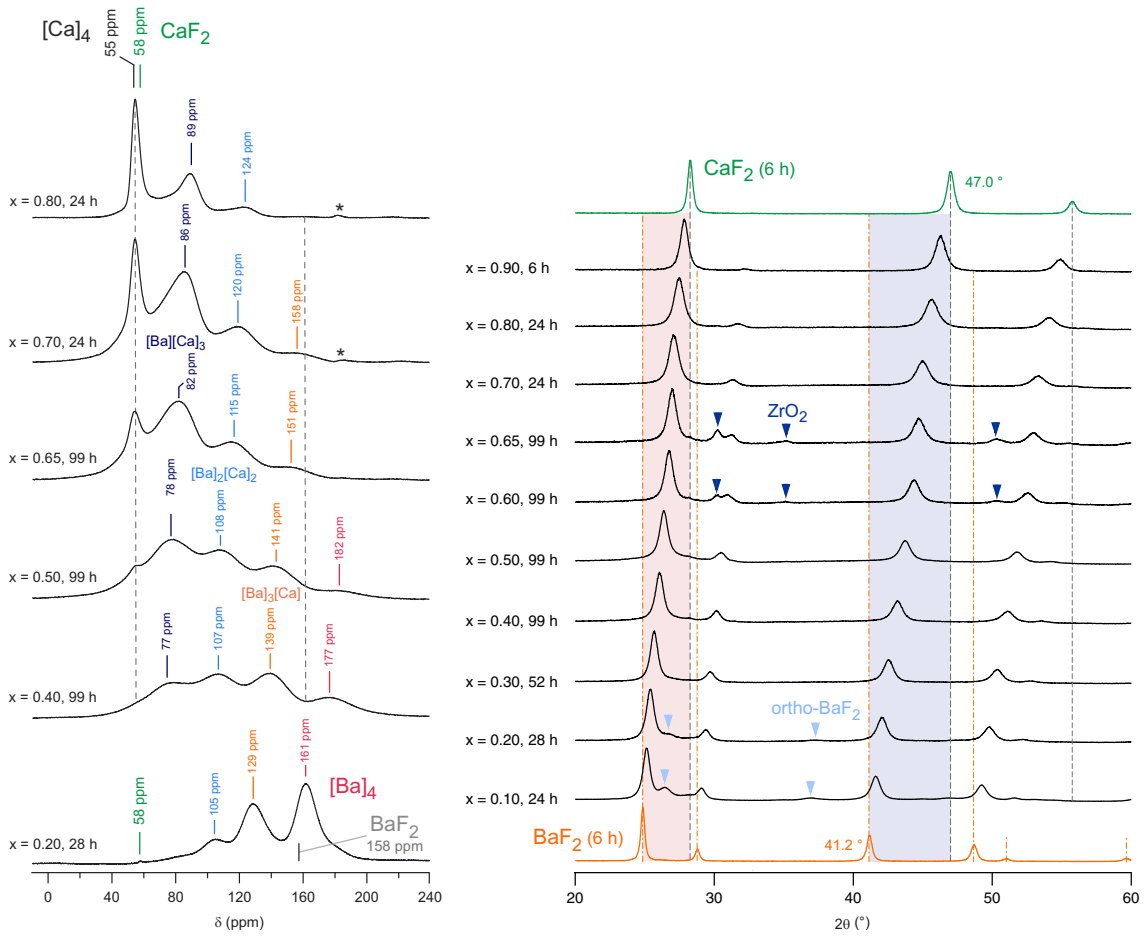 [Ca]4
55 ppm
58 ppm
CaF2
89 ppm
124 ppm
x = 0.80, 24 h
*
86 ppm
120 ppm
158 ppm
x = 0.70, 24 h
*
[Ba][Ca]3
82 ppm
115 ppm
151 ppm
x = 0.65, 99 h
[Ba]2[Ca]2
78 ppm
108 ppm
141 ppm
182 ppm
x = 0.50, 99 h
[Ba]3[Ca]
77 ppm
107 ppm
139 ppm
177 ppm
x = 0.40, 99 h
58 ppm
105 ppm
129 ppm
161 ppm
[Ba]4
BaF2
158 ppm
x = 0.20, 28 h
0 40 80 120 160 200 240
δ (ppm)
CaF2 (6 h)
47.0 °
x = 0.90, 6 h
x = 0.80, 24 h
x = 0.70, 24 h
ZrO2
x = 0.65, 99 h
x = 0.60, 99 h
x = 0.50, 99 h
x = 0.40, 99 h
x = 0.30, 52 h
ortho-BaF2
x = 0.20, 28 h
x = 0.10, 24 h
BaF2 (6 h)
41.2 °
20 30 40 50 60
2θ (°)